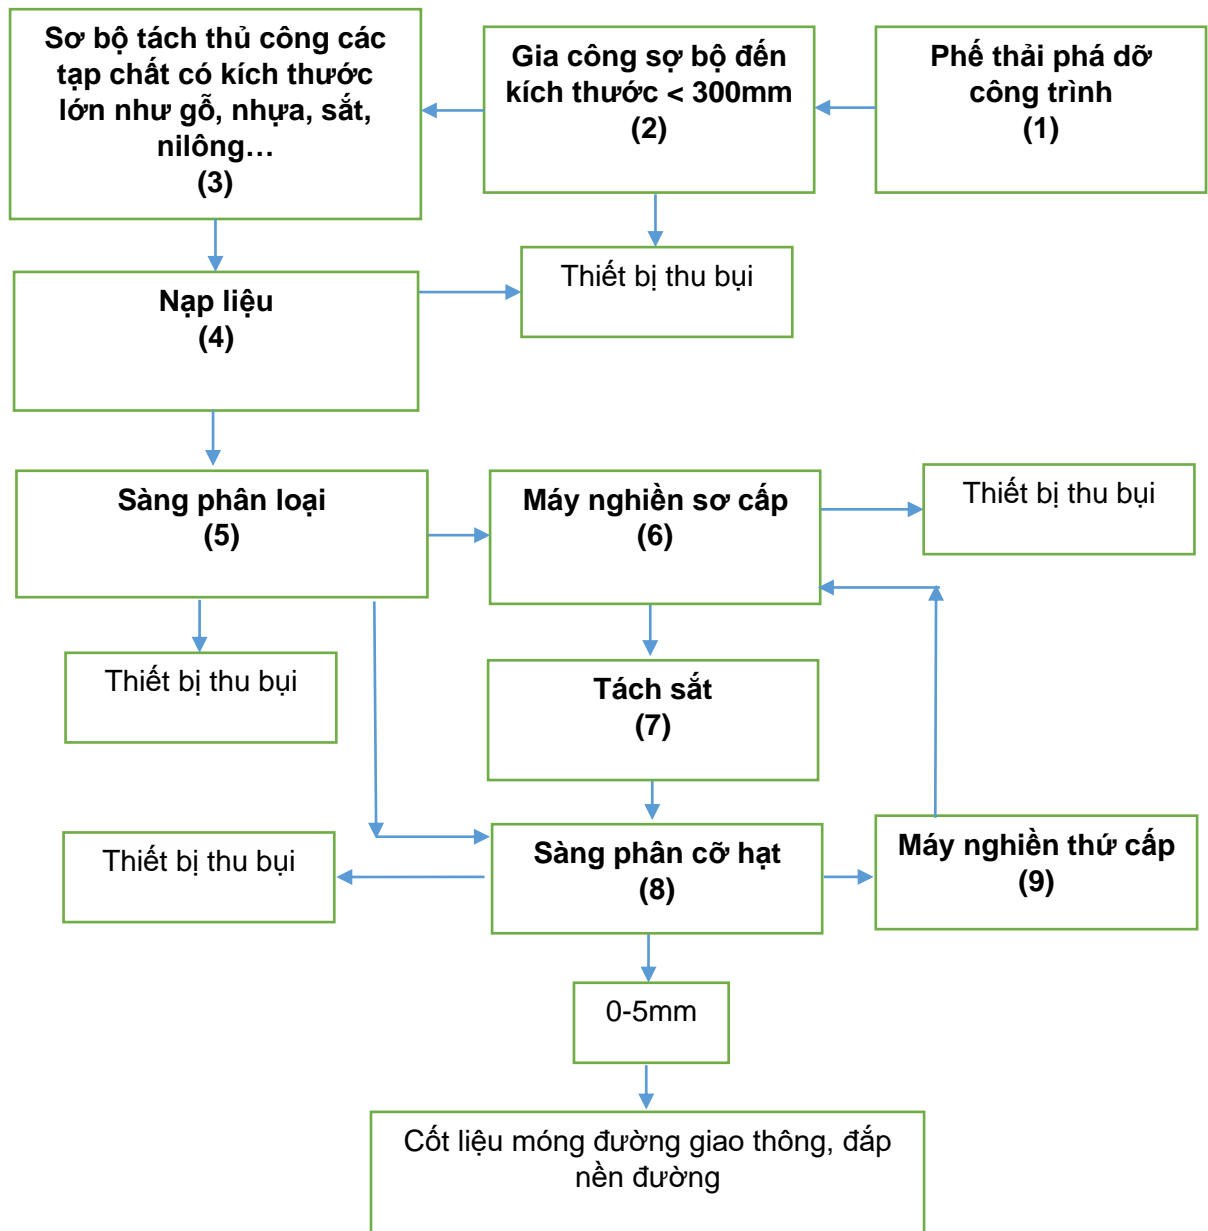 Sơ bộ tách thủ công các
tạp chất có kích thước
lớn như gỗ, nhựa, sắt,
nilông…
(3)
Gia công sợ bộ đến
kích thước < 300mm
(2)
Phế thải phá dỡ
công trình
(1)
Thiết bị thu bụi
Nạp liệu
(4)
Sàng phân loại
(5)
Máy nghiền sơ cấp
(6)
Thiết bị thu bụi
Thiết bị thu bụi
Tách sắt
(7)
Thiết bị thu bụi
Sàng phân cỡ hạt
(8)
Máy nghiền thứ cấp
(9)
0-5mm
Cốt liệu móng đường giao thông, đắp
nền đường